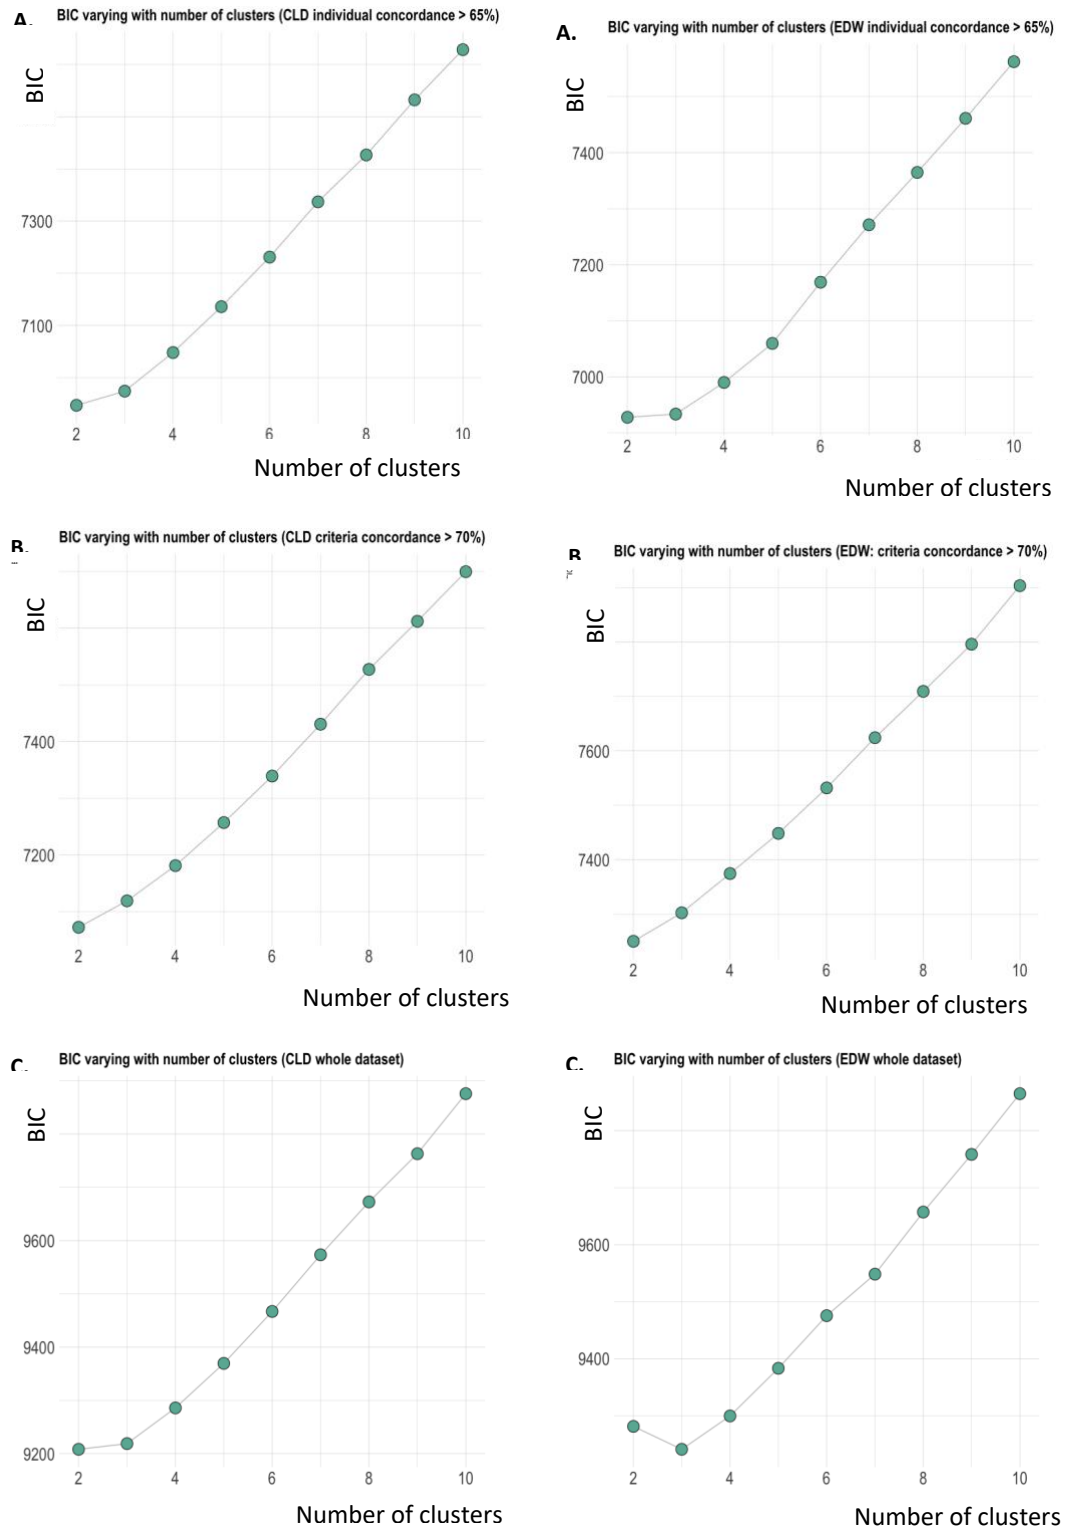 A.
BIC varying with number of clusters (CLD individual concordance > 65%)
BIC
7300
7100
2 4 6 8 10
Number of clusters
A.
BIC varying with number of clusters (EDW individual concordance > 65%)
BIC
7400
7200
7000
2 4 6 8 10
Number of clusters
B.
BIC varying with number of clusters (CLD criteria concordance > 70%)
BIC
7400
7200
2 4 6 8 10
Number of clusters
B
BIC varying with number of clusters (EDW: criteria concordance > 70%)
BIC
7600
7400
2 4 6 8 10
Number of clusters
C.
BIC varying with number of clusters (CLD whole dataset)
BIC
9600
9400
9200
2 4 6 8 10
Number of clusters
C.
BIC varying with number of clusters (EDW whole dataset)
BIC
9600
9400
2 4 6 8 10
Number of clusters